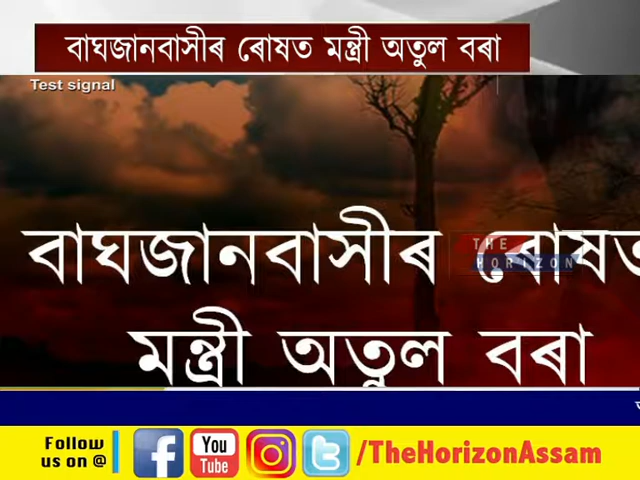 বাঘজানবাসীৰ ৰোষত মন্ত্ৰী অতুল বৰা
Test signal
বাঘজানবাসীৰ ৰোষত
THE
HORIZON
মন্ত্ৰী অতুল বৰা
Follow
us on @
You
Tube
/TheHorizonAssam